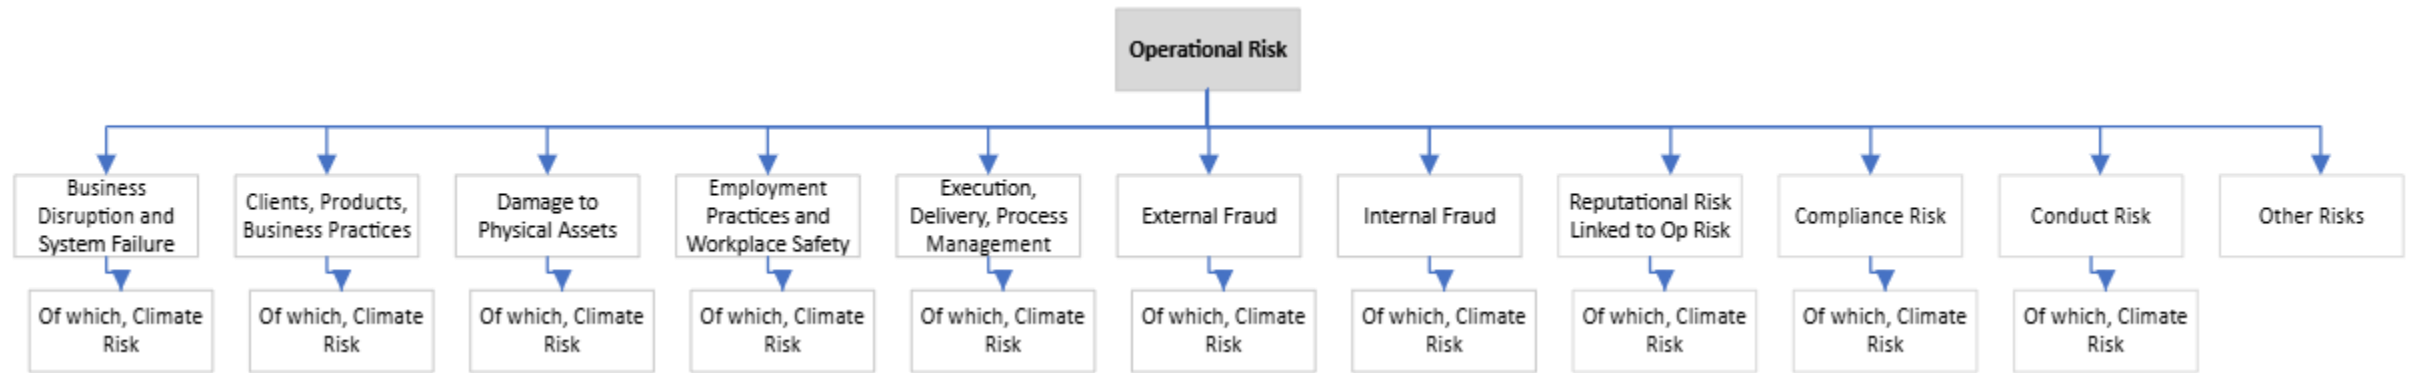 Operational Risk
Business
Disruption and
System Failure
Clients, Products,
Business Practices
Damage to
Physical Assets
Employment
Practices and
Workplace Safety
Execution,
Delivery, Process
Management
External Fraud
Internal Fraud
Reputational Risk
Linked to Op Risk
Compliance Risk
Conduct Risk
Other Risks
Of which, Climate
Risk
Of which, Climate
Risk
Of which, Climate
Risk
Of which, Climate
Risk
Of which, Climate
Risk
Of which, Climate
Risk
Of which, Climate
Risk
Of which, Climate
Risk
Of which, Climate
Risk
Of which, Climate
Risk